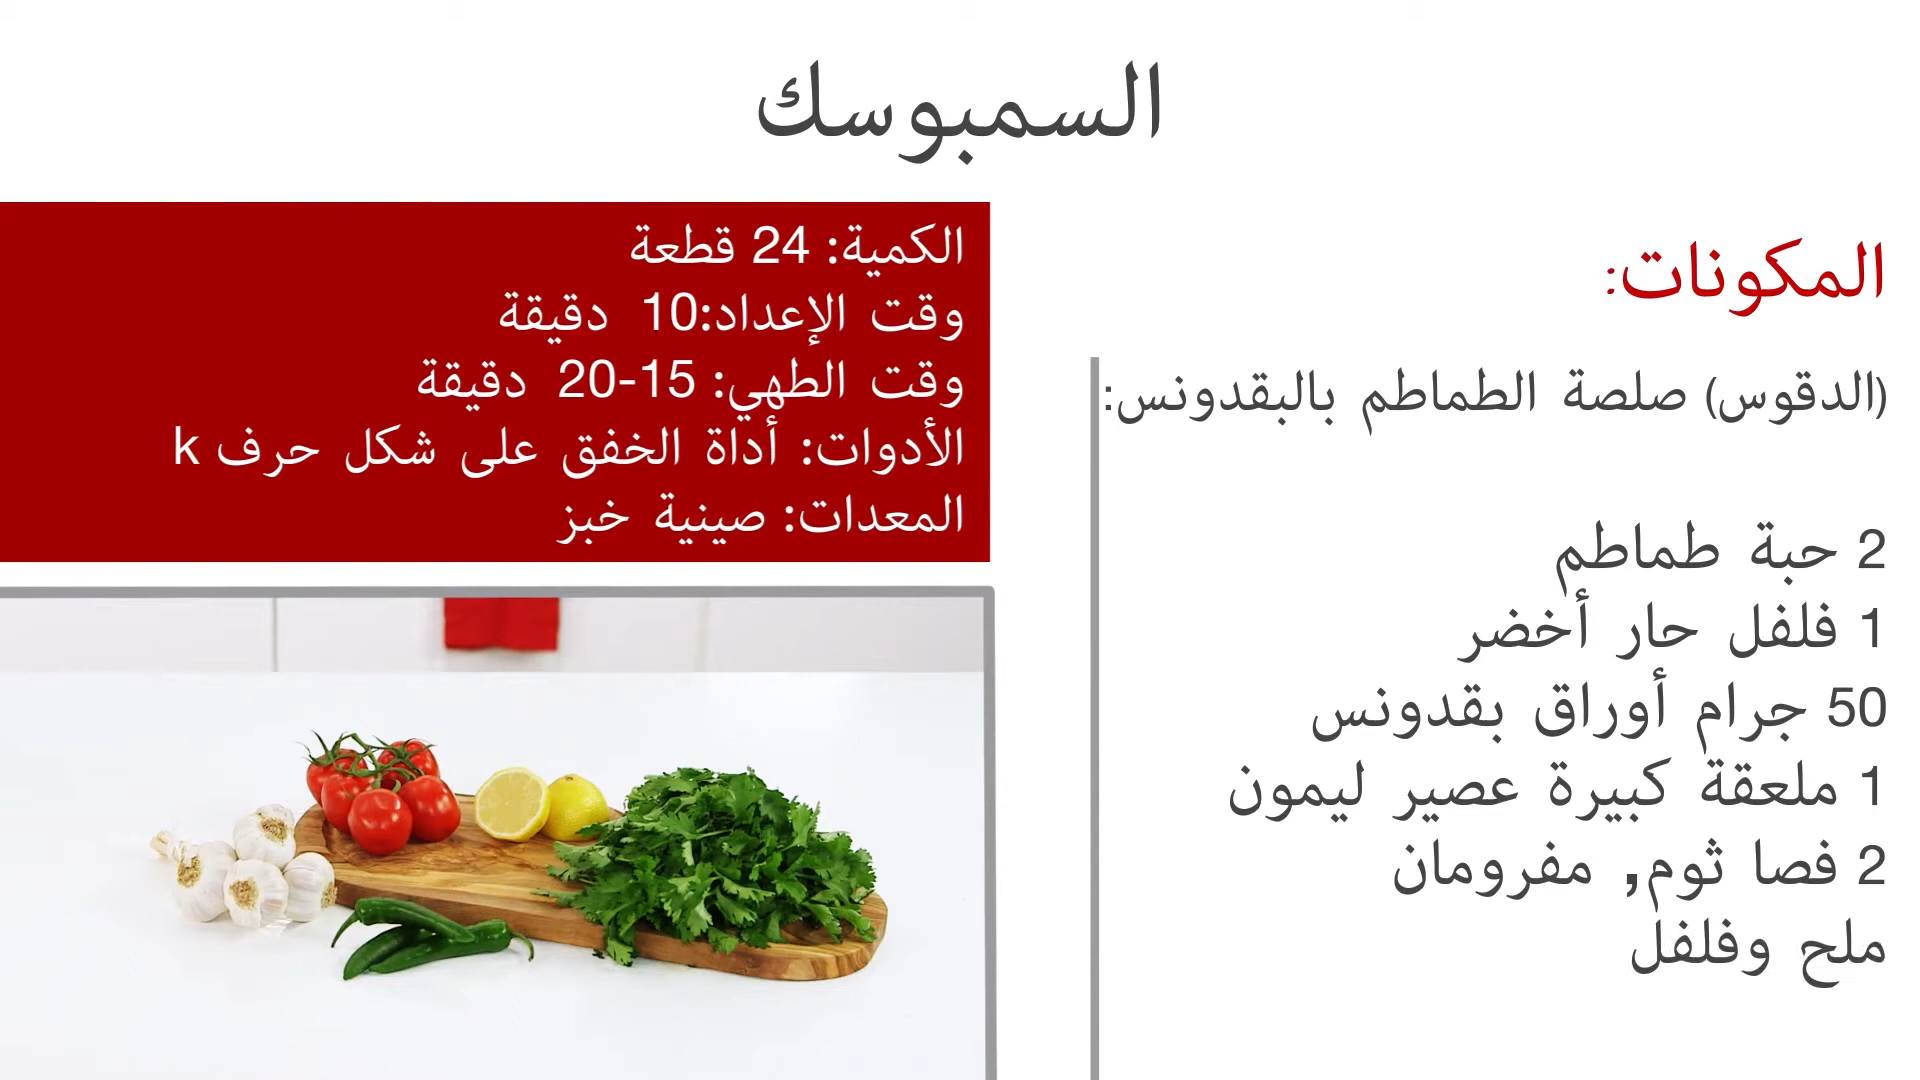 السمبوسك
المكونات:
(الدقوس) صلصة الطماطم بالبقدونس:
2 حبة طماطم
1 فلفل حار أخضر
50 جرام أوراق بقدونس
1 ملعقة كبيرة عصير ليمون
2 فصا ثوم, مفرومان
ملح وفلفل
الكمية: 24 قطعة
وقت الإعداد:10 دقيقة
وقت الطهي: 15-20 دقيقة
الأدوات: أداة الخفق على شكل حرف k
المعدات: صينية خبز